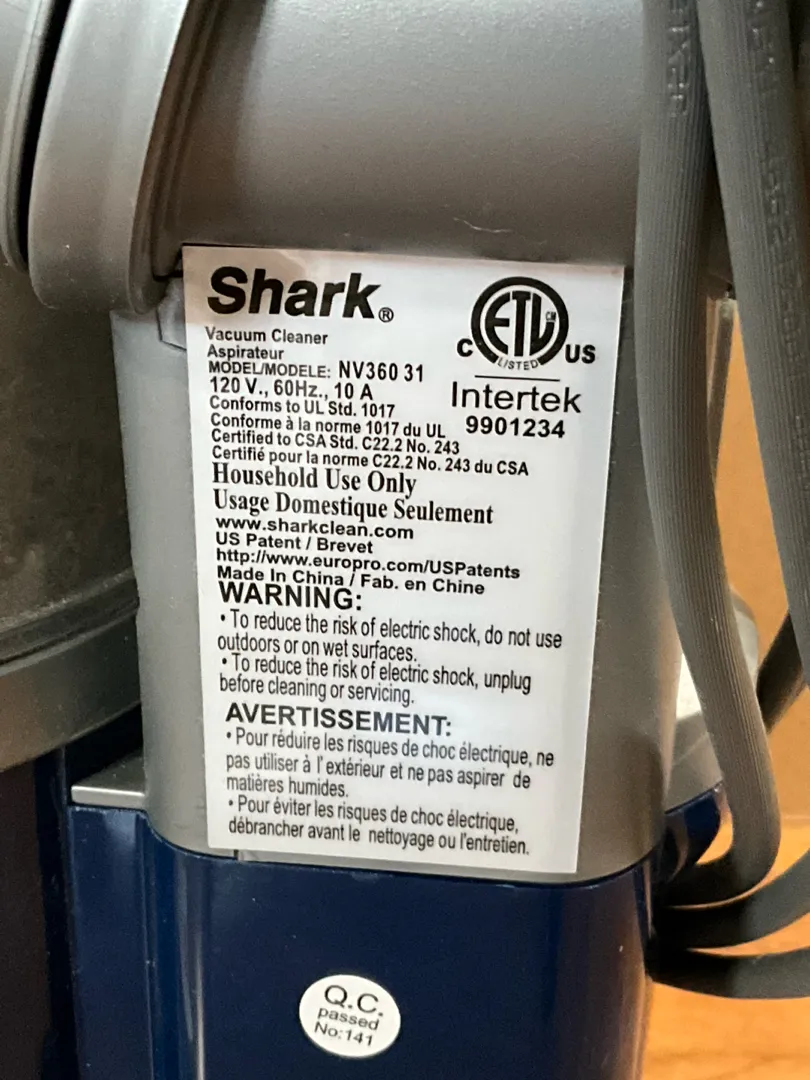 Shark®
Vacuum Cleaner
Aspirateur
MODEL/MODELE: NV360 31
120 V., 60Hz., 10 A
Conforms to UL Std. 1017
Conforme à la norme 1017 du UL
Certified to CSA Std. C22.2 No. 243
Certifié pour la norme C22.2 No. 243 du CSA
Household Use Only
Usage Domestique Seulement
www.sharkclean.com
US Patent / Brevet
http://www.europro.com/USPatents
Made In China / Fab. en Chine
ETL CM
C LISTED US
Intertek
9901234
WARNING:
• To reduce the risk of electric shock, do not use
outdoors or on wet surfaces.
• To reduce the risk of electric shock, unplug
before cleaning or servicing.
AVERTISSEMENT:
• Pour réduire les risques de choc électrique, ne
pas utiliser à l' extérieur et ne pas aspirer de
matières humides.
• Pour éviter les risques de choc électrique,
débrancher avant le nettoyage ou l'entretien.
Q.C.
passed
No:141